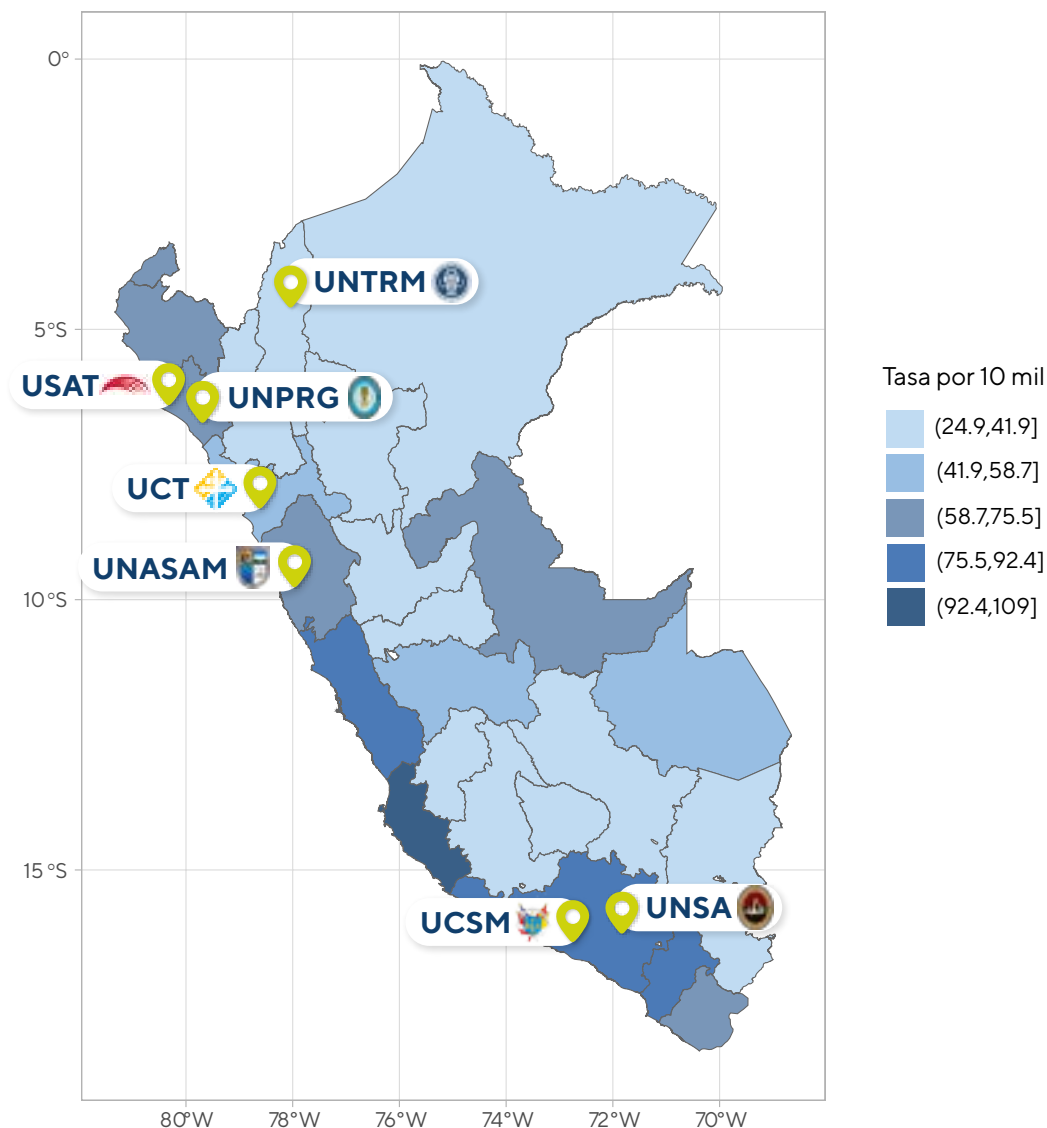 0°
UNTRM
5°S
Tasa por 10 mil
USAT
UNPRG
(24.9,41.9]
(41.9,58.7]
UCT
(58.7,75.5]
UNASAM
(75.5,92.4]
10°S
(92.4,109]
15°S
UCSM
UNSA
80°W
78°W
76°W
74°W
72°W
70°W